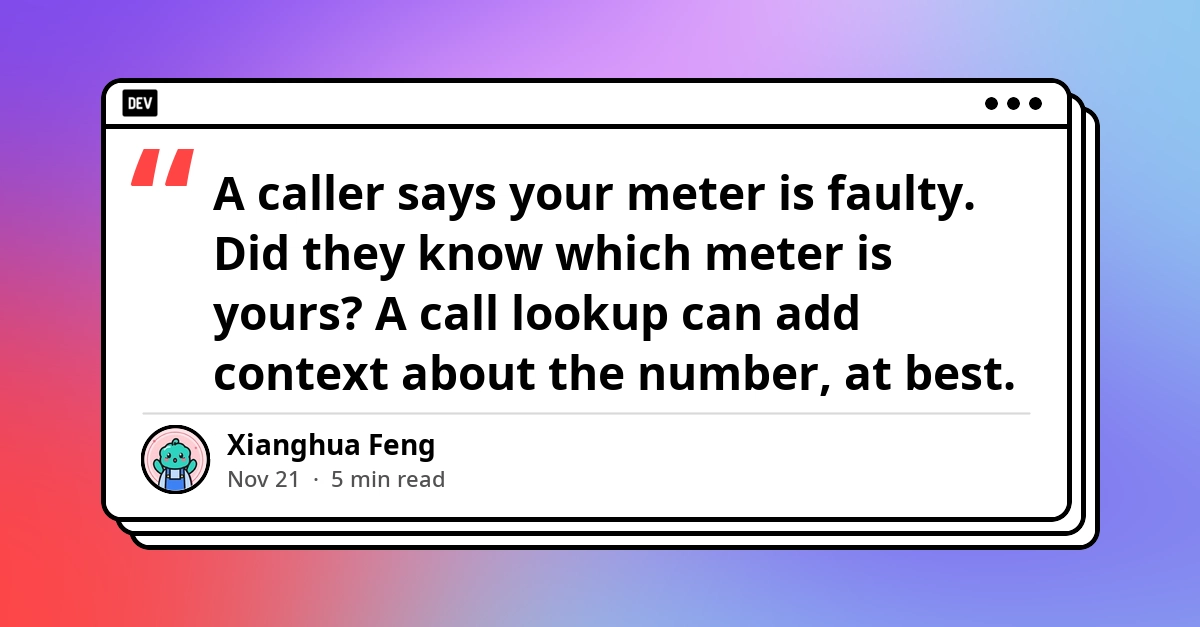 DEV
“
A caller says your meter is faulty.
Did they know which meter is
yours? A call lookup can add
context about the number, at best.
Xianghua Feng
Nov 21 · 5 min read